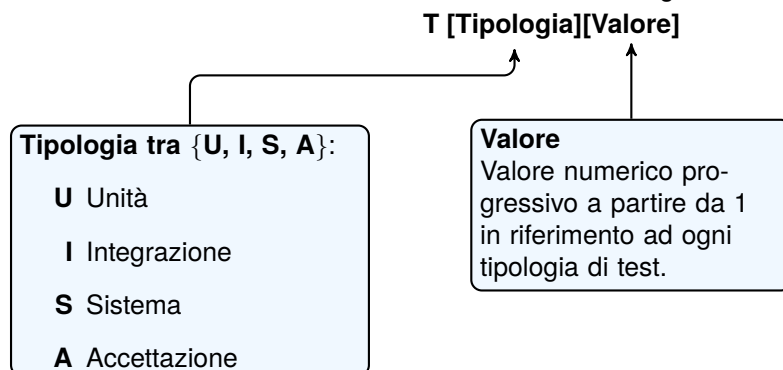 T [Tipologia][Valore]
Tipologia tra {U, I, S, A}:
U Unità
I Integrazione
S Sistema
A Accettazione
Valore
Valore numerico pro-
gressivo a partire da 1
in riferimento ad ogni
tipologia di test.